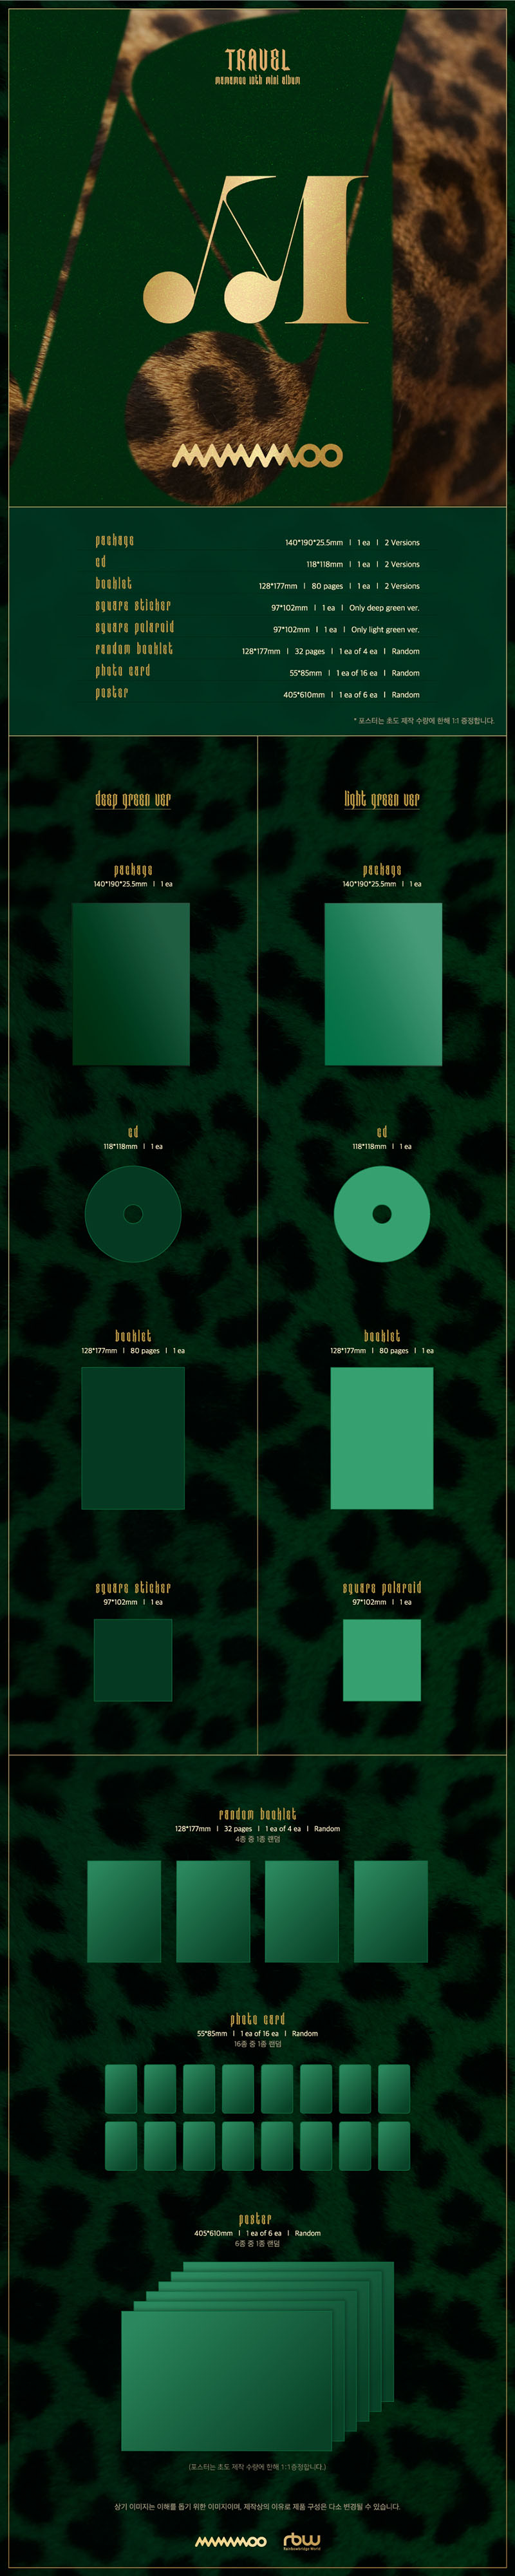 TRAVEL
mamamoo 10th mini album
M
MAMAMOO
package 140*190*25.5mm | 1 ea | 2 Versions
cd 118*118mm | 1 ea | 2 Versions
booklet 128*177mm | 80 pages | 1 ea | 2 Versions
square sticker 97*102mm | 1 ea | Only deep green ver.
square polaroid 97*102mm | 1 ea | Only light green ver.
random booklet 128*177mm | 32 pages | 1 ea of 4 ea | Random
photo card 55*85mm | 1 ea of 16 ea | Random
poster 405*610mm | 1 ea of 6 ea | Random
* 포스터는 초도 제작 수량에 한해 1:1 증정합니다.
deep green ver
package
140*190*25.5mm | 1 ea
cd
118*118mm | 1 ea
booklet
128*177mm | 80 pages | 1 ea
square sticker
97*102mm | 1 ea
light green ver
package
140*190*25.5mm | 1 ea
cd
118*118mm | 1 ea
booklet
128*177mm | 80 pages | 1 ea
square polaroid
97*102mm | 1 ea
random booklet
128*177mm | 32 pages | 1 ea of 4 ea | Random
4종 중 1종 랜덤
photo card
55*85mm | 1 ea of 16 ea | Random
16종 중 1종 랜덤
poster
405*610mm | 1 ea of 6 ea | Random
6종 중 1종 랜덤
(포스터는 초도 제작 수량에 한해 1:1증정합니다.)
상기 이미지는 이해를 돕기 위한 이미지이며, 제작상의 이유로 제품 구성은 다소 변경될 수 있습니다.
MAMAMOO rbw
Rainbowbridge World